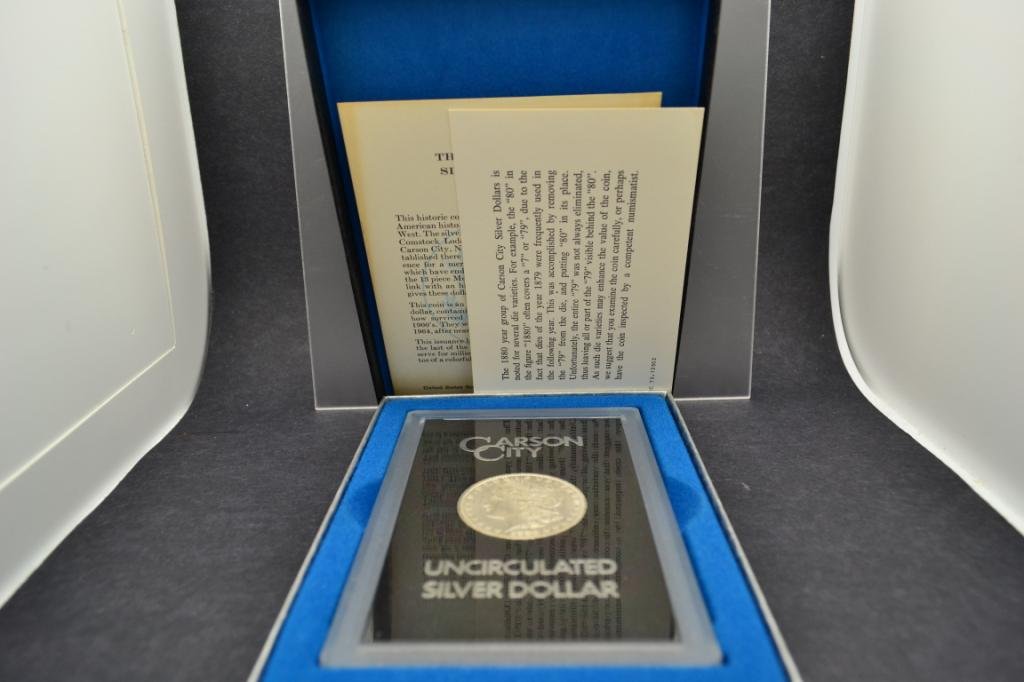 TH
SI
This historic co
American histo
West. The silve
Comstock Lod
Carson City, N
tablished there
ence for a mer
which have end
the 13 piece Mo
link with an h
gives these doll
This coin is an
dollar, contain
how survived
1900's. They w
1964, after near
This issuance
the last of the
serve for millio
tos of a colorful
United States
The 1880 year group of Carson City Silver Dollars is
noted for several die varieties. For example, the "80" in
the figure "1880" often covers a "7" or "79", due to the
fact that dies of the year 1879 were frequently used in
the following year. This was accomplished by removing
the "79" from the die, and putting "80" in its place.
Unfortunately, the entire "79" was not always eliminated,
thus leaving all or part of the "79" visible behind the "80".
As such die varieties may enhance the value of the coin,
we suggest that you examine the coin carefully, or perhaps
have the coin inspected by a competent numismatist.
CARSON
CITY
UNCIRCULATED
SILVER DOLLAR